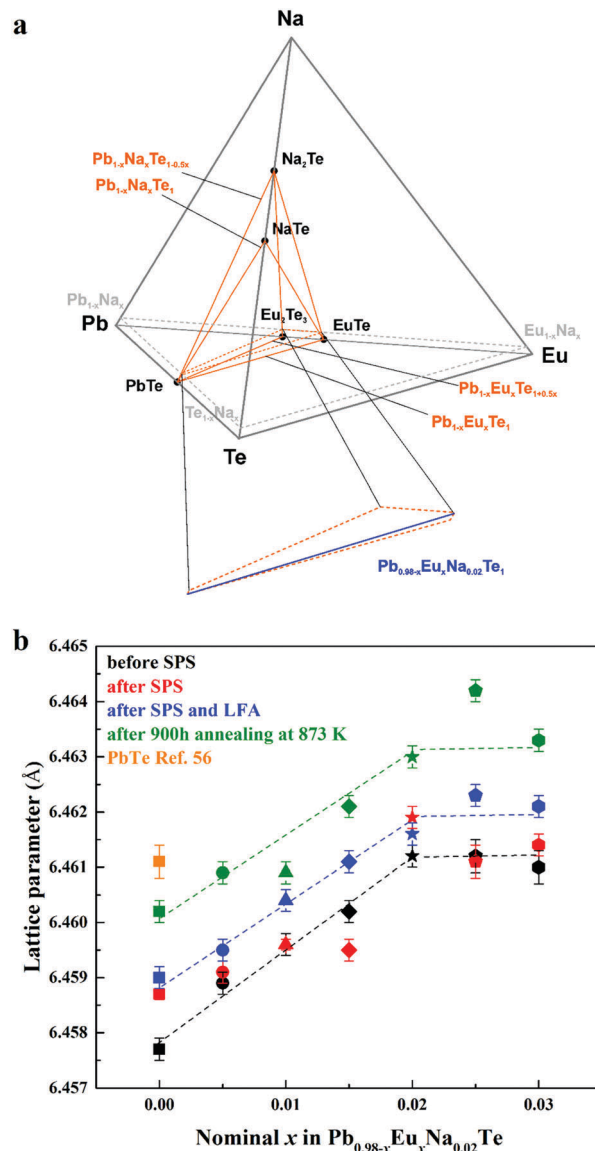 a
Na
Pb₁₋ₓNaₓTe₁₋₀.₅ₓ
Na₂Te
Pb₁₋ₓNaₓTe₁
NaTe
Pb₁₋ₓNaₓ
Pb
Eu₂Te₃
EuTe
Eu₁₋ₓNaₓ
Eu
PbTe
Te₁₋ₓNaₓ
Pb₁₋ₓEuₓTe₁₊₀.₅ₓ
Pb₁₋ₓEuₓTe₁
Te
Pb₀.₉₈₋ₓEuₓNa₀.₀₂Te₁
b
6.465
6.464
6.463
6.462
6.461
6.460
6.459
6.458
6.457
Lattice parameter (Å)
before SPS
after SPS
after SPS and LFA
after 900h annealing at 873 K
PbTe Ref. 56
0.00 0.01 0.02 0.03
Nominal x in Pb₀.₉₈₋ₓEuₓNa₀.₀₂Te